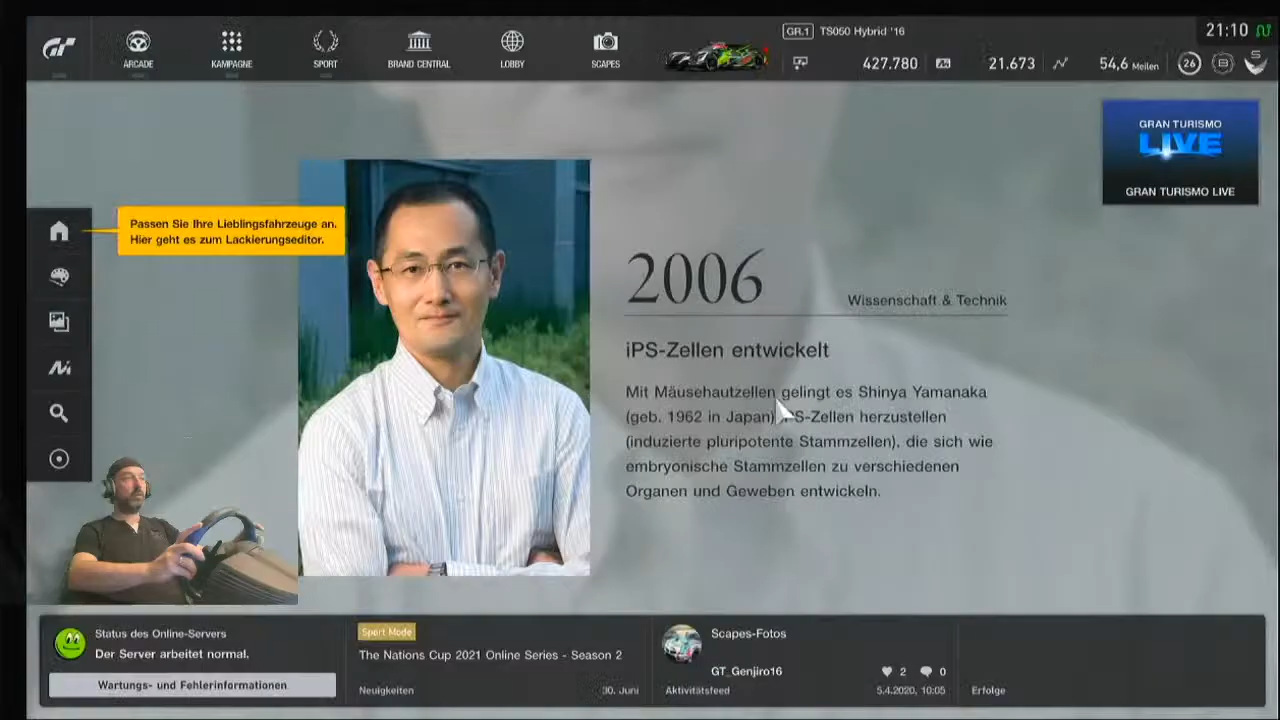 GT
ARCADE
KAMPAGNE
SPORT
BRAND CENTRAL
LOBBY
SCAPES
GR.1 TS050 Hybrid '16
427.780
21.673
54,6 Meilen
26
B
S
21:10
GRAN TURISMO
LIVE
GRAN TURISMO LIVE
Passen Sie Ihre Lieblingsfahrzeuge an.
Hier geht es zum Lackierungseditor.
2006
Wissenschaft & Technik
iPS-Zellen entwickelt
Mit Mäusehautzellen gelingt es Shinya Yamanaka
(geb. 1962 in Japan), PS-Zellen herzustellen
(induzierte pluripotente Stammzellen), die sich wie
embryonische Stammzellen zu verschiedenen
Organen und Geweben entwickeln.
Status des Online-Servers
Der Server arbeitet normal.
Wartungs- und Fehlerinformationen
Sport Mode
The Nations Cup 2021 Online Series - Season 2
Neuigkeiten
30. Juni
Scapes-Fotos
GT_Genjiro16
2
0
Aktivitätsfeed
5.4.2020, 10:05
Erfolge